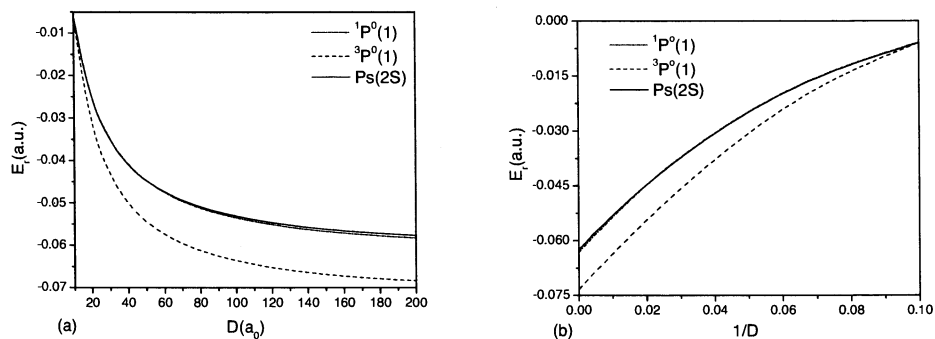 -0.01
-0.02
-0.03
-0.04
-0.05
-0.06
-0.07
Er(a.u.)
¹P⁰(1)
³P⁰(1)
Ps(2S)
20 40 60 80 100 120 140 160 180 200
(a)
D(a₀)
0.000
-0.015
-0.030
-0.045
-0.060
-0.075
Er(a.u.)
¹Pᵒ(1)
³Pᵒ(1)
Ps(2S)
0.00 0.02 0.04 0.06 0.08 0.10
(b)
1/D